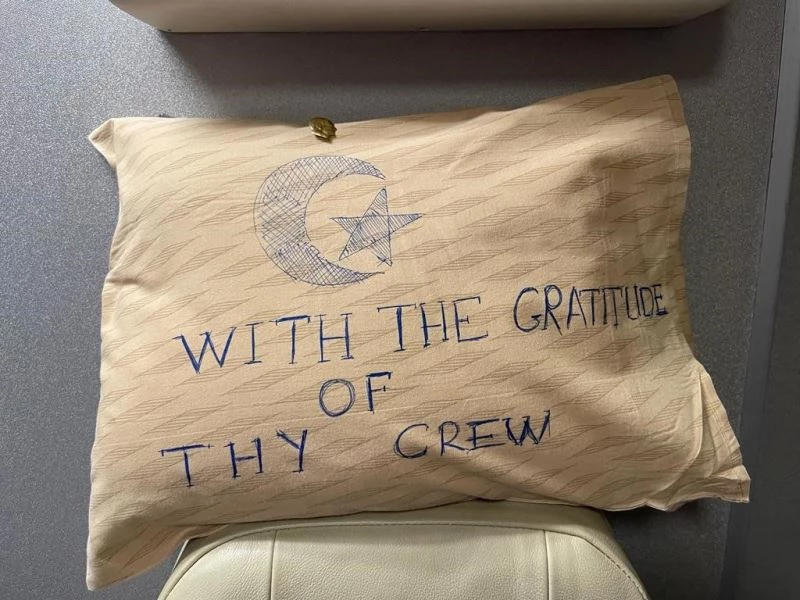 WITH THE GRATITUDE
OF
THY CREW